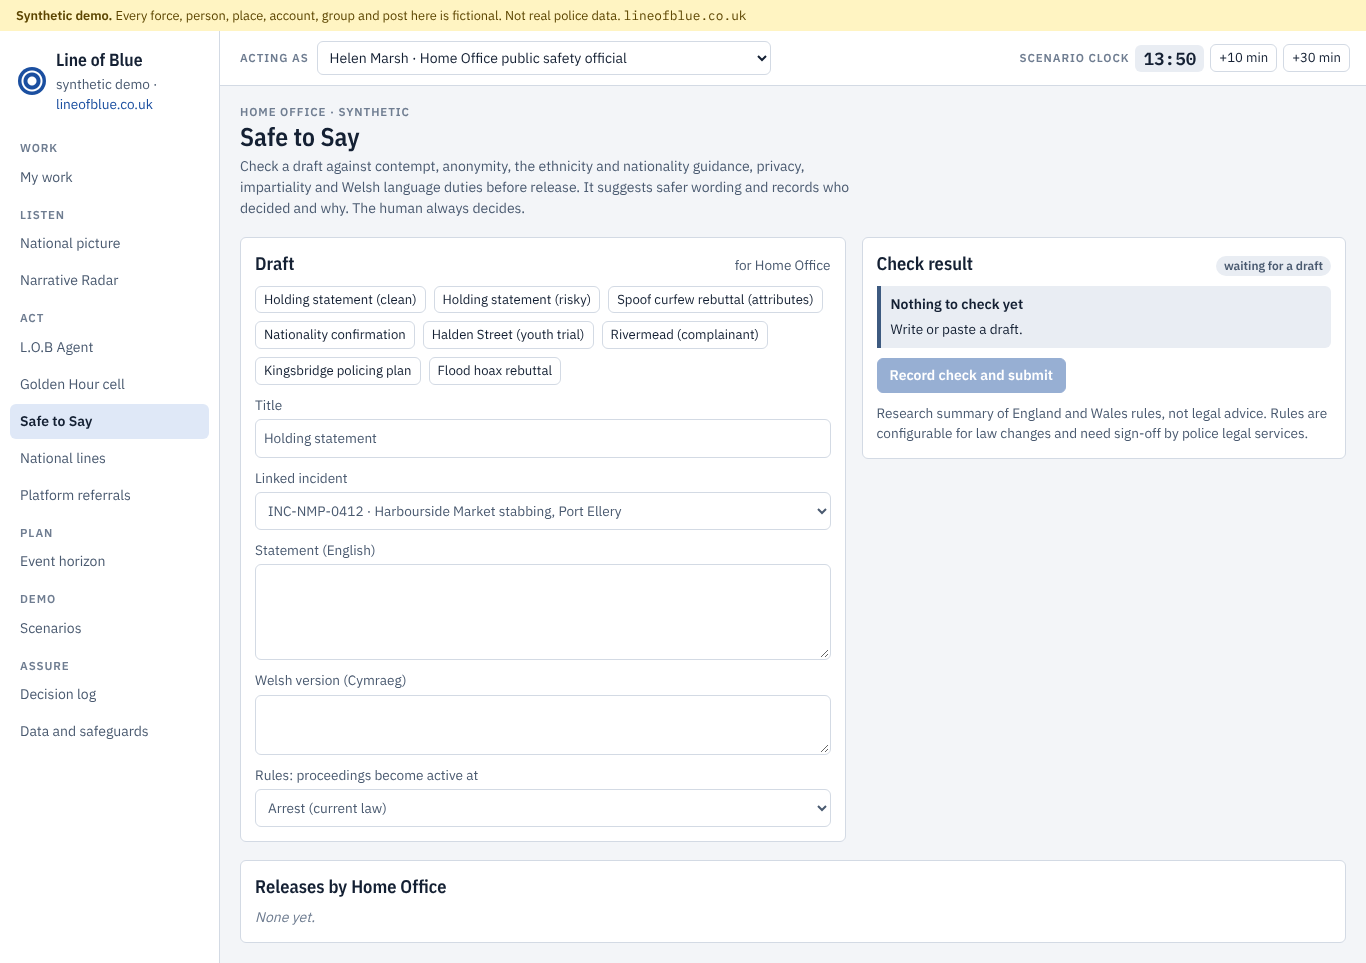 Synthetic demo. Every force, person, place, account, group and post here is fictional. Not real police data. lineofblue.co.uk
Line of Blue
synthetic demo ·
lineofblue.co.uk
WORK
My work
LISTEN
National picture
Narrative Radar
ACT
L.O.B Agent
Golden Hour cell
Safe to Say
National lines
Platform referrals
PLAN
Event horizon
DEMO
Scenarios
ASSURE
Decision log
Data and safeguards
ACTING AS
Helen Marsh · Home Office public safety official
SCENARIO CLOCK
13:50
+10 min
+30 min
HOME OFFICE · SYNTHETIC
Safe to Say
Check a draft against contempt, anonymity, the ethnicity and nationality guidance, privacy,
impartiality and Welsh language duties before release. It suggests safer wording and records who
decided and why. The human always decides.
Draft
for Home Office
Holding statement (clean)
Holding statement (risky)
Spoof curfew rebuttal (attributes)
Nationality confirmation
Halden Street (youth trial)
Rivermead (complainant)
Kingsbridge policing plan
Flood hoax rebuttal
Title
Holding statement
Linked incident
INC-NMP-0412 · Harbourside Market stabbing, Port Ellery
Statement (English)
Welsh version (Cymraeg)
Rules: proceedings become active at
Arrest (current law)
Check result
waiting for a draft
Nothing to check yet
Write or paste a draft.
Record check and submit
Research summary of England and Wales rules, not legal advice. Rules are
configurable for law changes and need sign-off by police legal services.
Releases by Home Office
None yet.